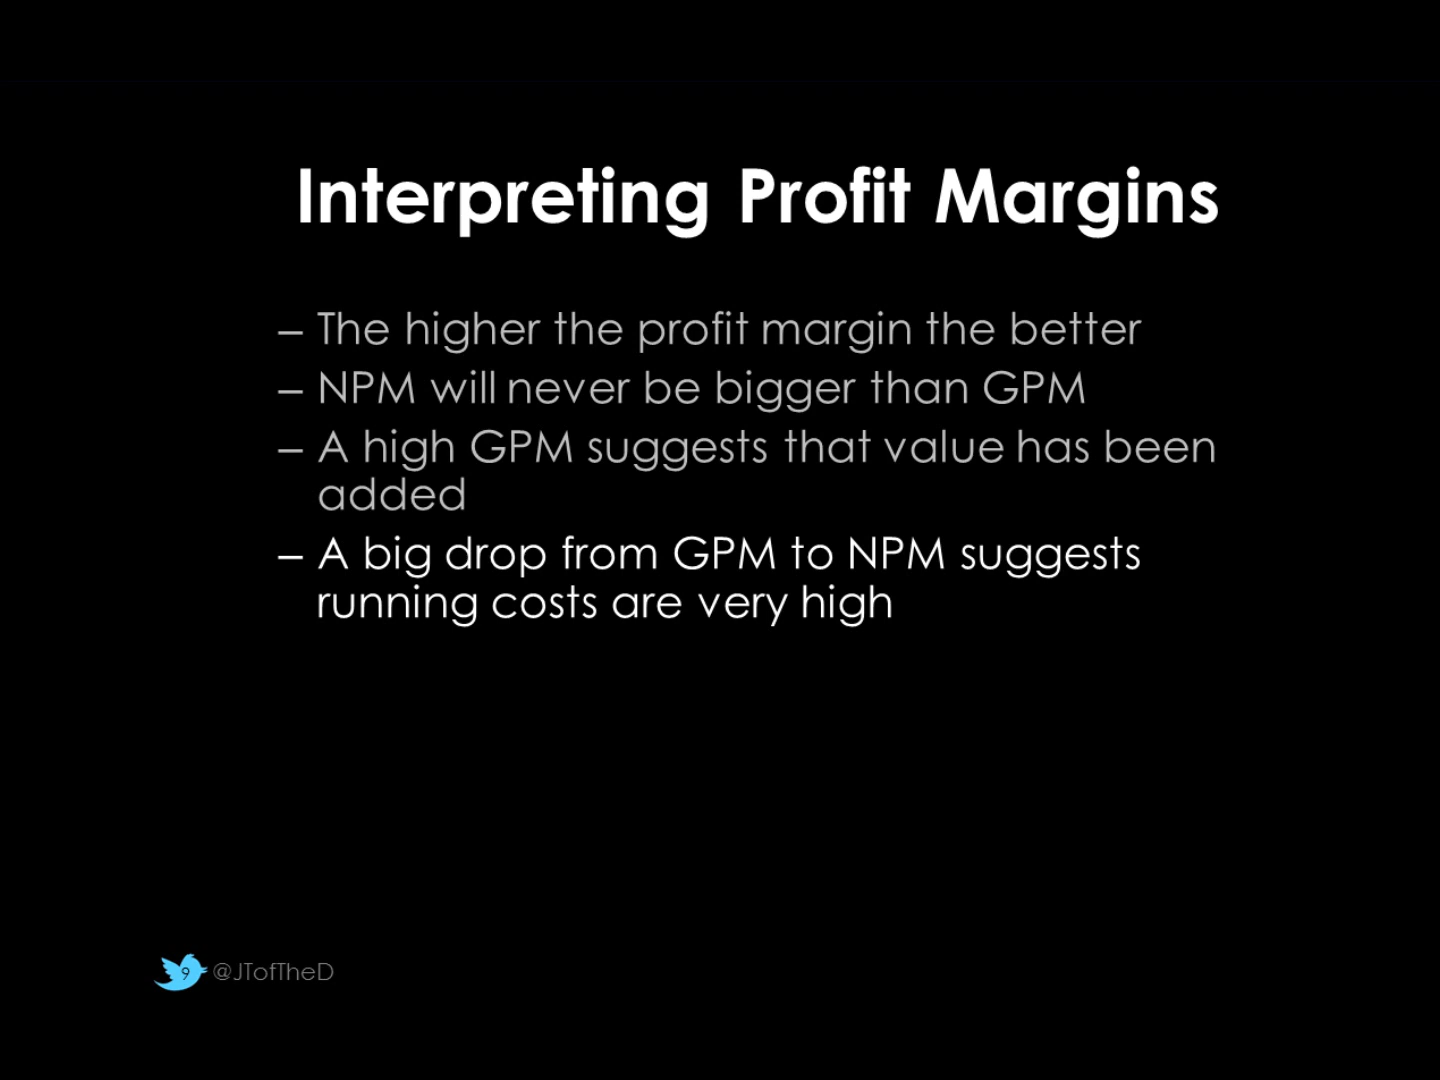 Interpreting Profit Margins
– The higher the profit margin the better
– NPM will never be bigger than GPM
– A high GPM suggests that value has been
added
– A big drop from GPM to NPM suggests
running costs are very high
9 @JTofTheD